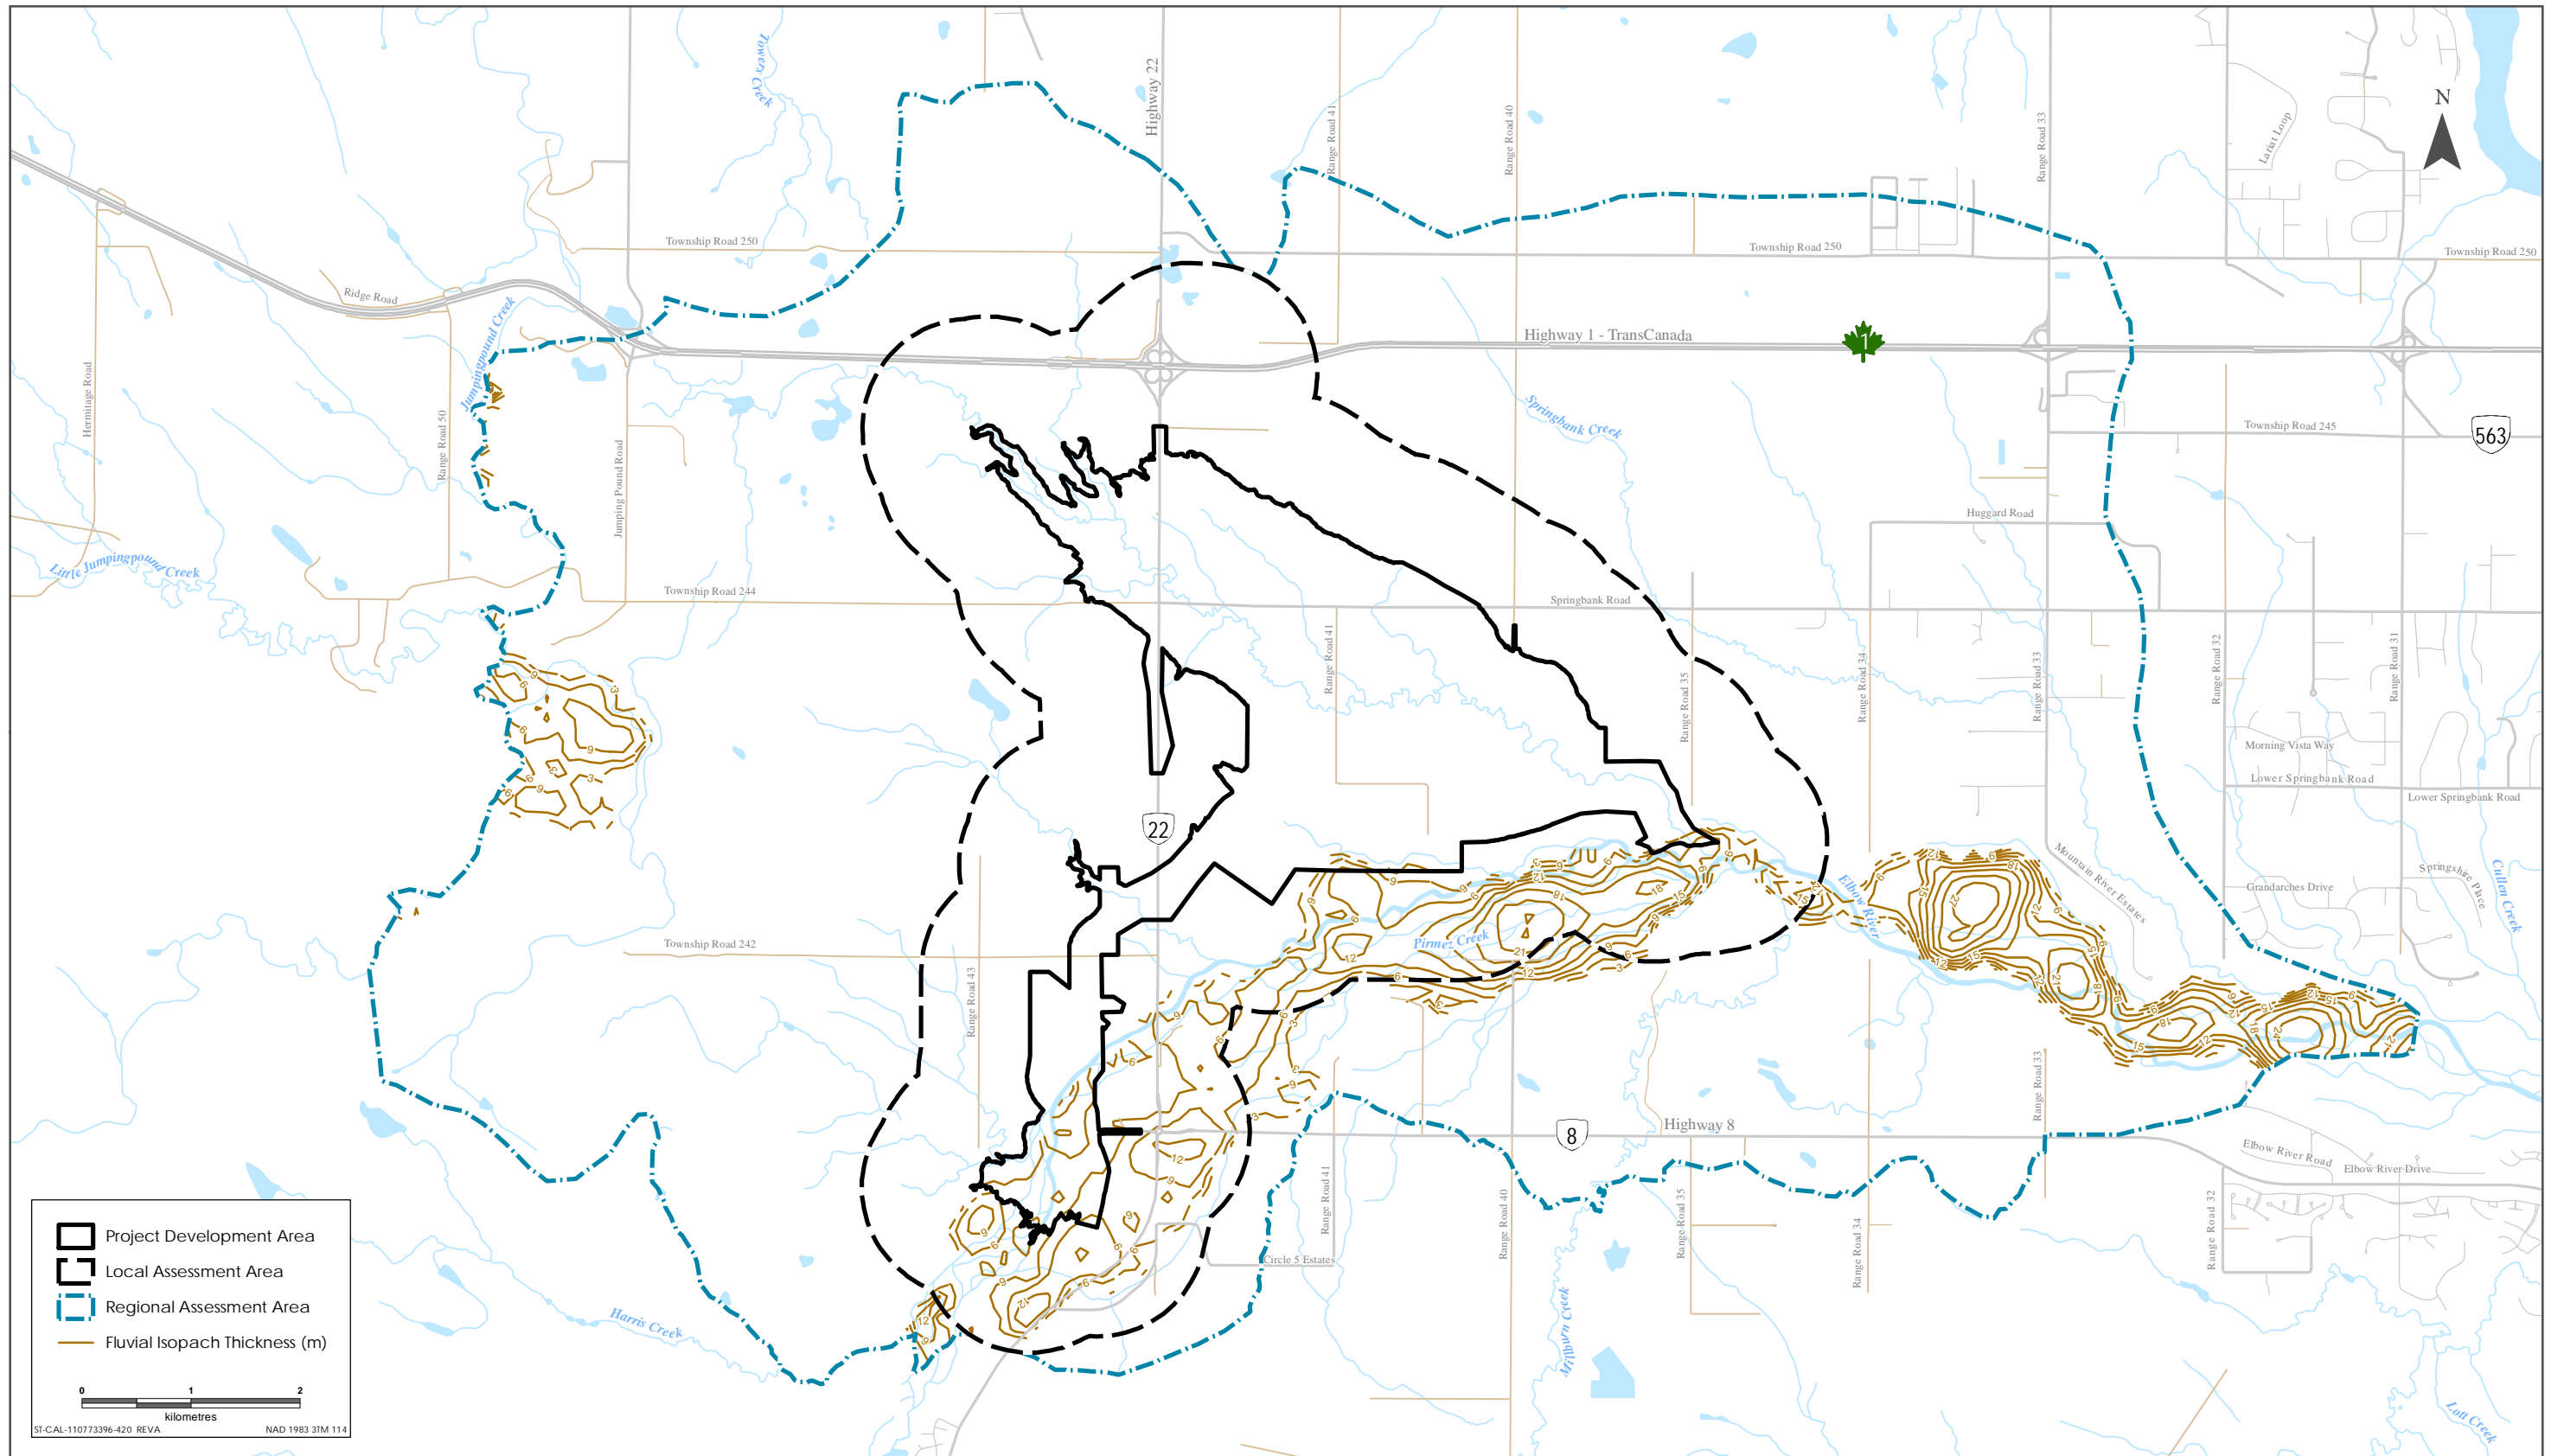 Towers Creek
Highway 22
Range Road 41
Range Road 40
Range Road 33
Lariat Loop
N
Township Road 250
Township Road 250
Township Road 250
Ridge Road
Jumpingpound Creek
Highway 1 - TransCanada
1
Hermitage Road
Range Road 50
Jumping Pound Road
Springbank Creek
Township Road 245
563
Huggard Road
Little Jumpingpound Creek
Township Road 244
Springbank Road
Range Road 41
Range Road 35
Range Road 34
Range Road 33
Range Road 32
Range Road 31
Morning Vista Way
Lower Springbank Road
Lower Springbank Road
22
Mountain River Estates
Grandarches Drive
Springshire Place
Cullen Creek
Elbow River
Pirmez Creek
Township Road 242
Range Road 43
Range Road 33
8
Highway 8
Elbow River Road
Elbow River Drive
Range Road 41
Range Road 40
Range Road 35
Range Road 34
Range Road 32
Circle 5 Estates
Harris Creek
Millburn Creek
Lott Creek
Project Development Area
Local Assessment Area
Regional Assessment Area
Fluvial Isopach Thickness (m)
0 1 2
kilometres
ST-CAL-110773396-420 REVA NAD 1983 3TM 114